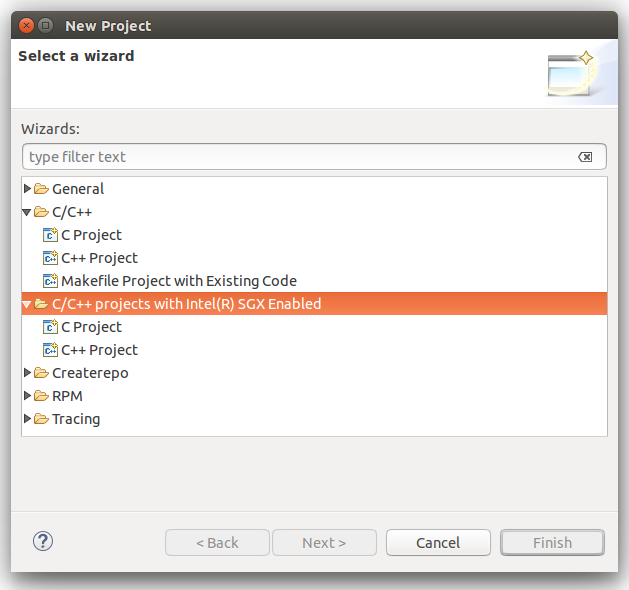 New Project
Select a wizard
Wizards:
type filter text
General
C/C++
C Project
C++ Project
Makefile Project with Existing Code
C/C++ projects with Intel(R) SGX Enabled
C Project
C++ Project
Createrepo
RPM
Tracing
? < Back Next > Cancel Finish